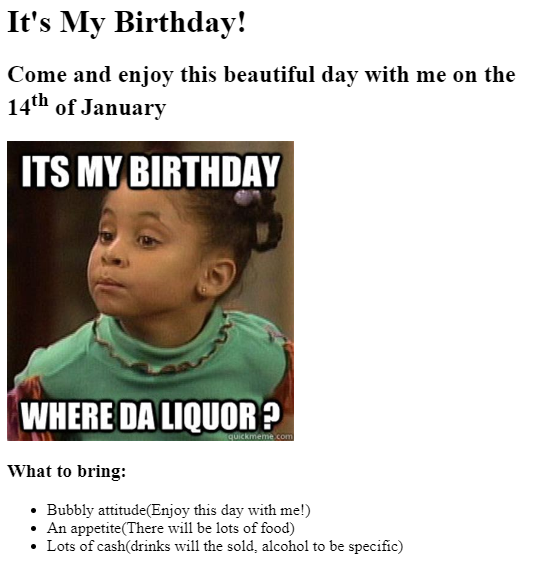 It's My Birthday!
Come and enjoy this beautiful day with me on the
14th of January
ITS MY BIRTHDAY
WHERE DA LIQUOR ?
quickmeme.com
What to bring:
• Bubbly attitude(Enjoy this day with me!)
• An appetite(There will be lots of food)
• Lots of cash(drinks will the sold, alcohol to be specific)